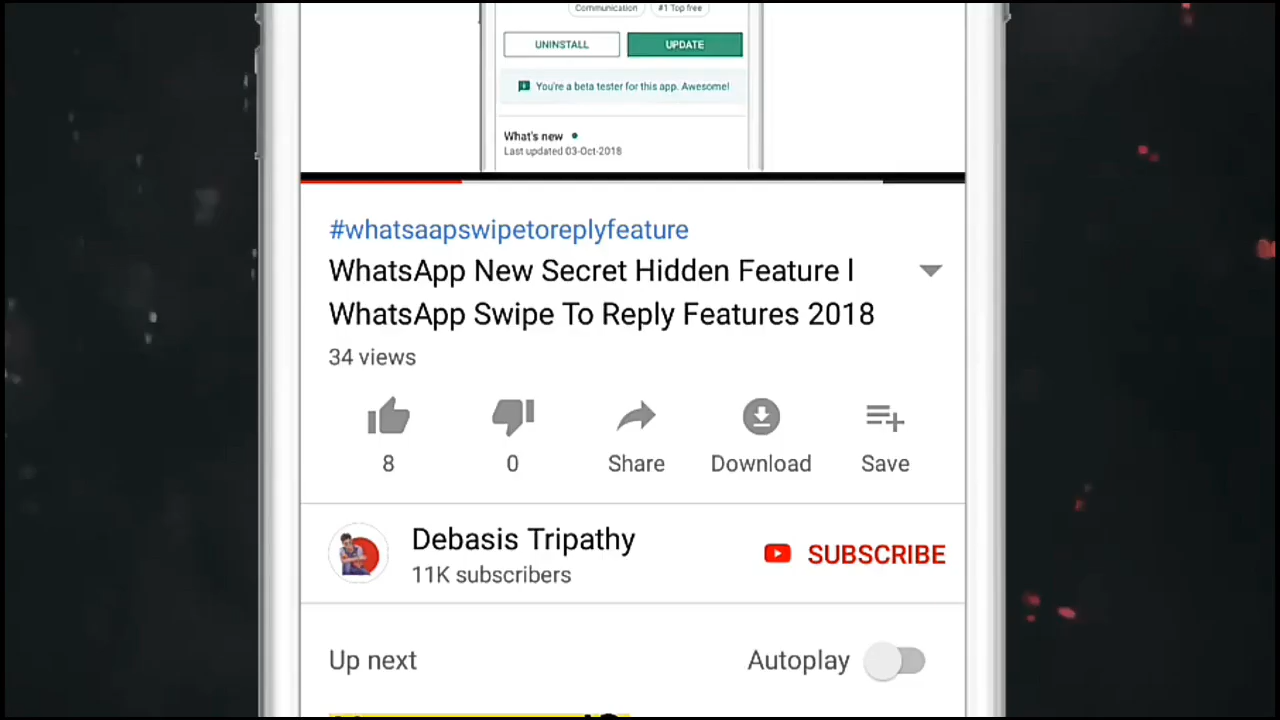 Communication #1 Top free
UNINSTALL UPDATE
You're a beta tester for this app. Awesome!
What's new
Last updated 03-Oct-2018
#whatsaapswipetoreplyfeature
WhatsApp New Secret Hidden Feature l
WhatsApp Swipe To Reply Features 2018
34 views
8 0 Share Download Save
Debasis Tripathy
11K subscribers
SUBSCRIBE
Up next Autoplay